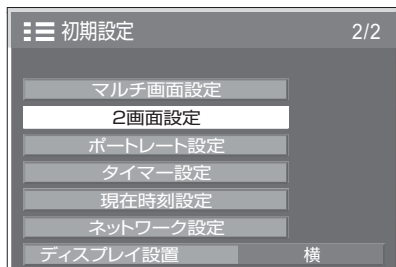 初期設定 2/2
マルチ画面設定
2画面設定
ポートレート設定
タイマー設定
現在時刻設定
ネットワーク設定
ディスプレイ設置 横